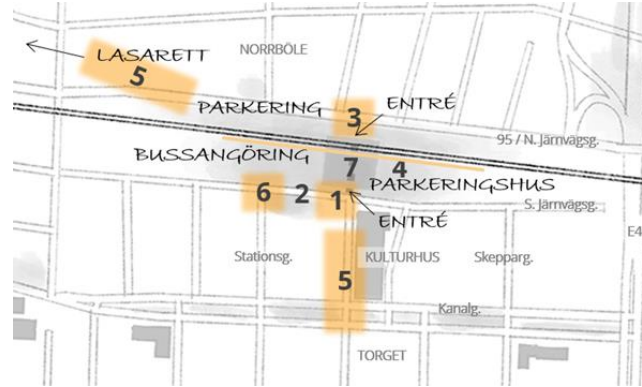 LASARETT
NORRBÖLE
5
PARKERING
ENTRÉ
3
95 / N. Järnvägsg.
BUSSANGÖRING
7
4
PARKERINGSHUS
6
2
1
S. Järnvägsg.
ENTRÉ
E4
Stationsg.
KULTURHUS
Skepparg.
5
Kanalg.
TORGET